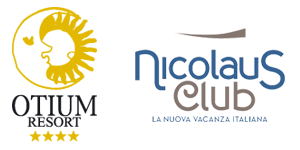 OTIUM
RESORT
Nicolaus
Club
LA NUOVA VACANZA ITALIANA